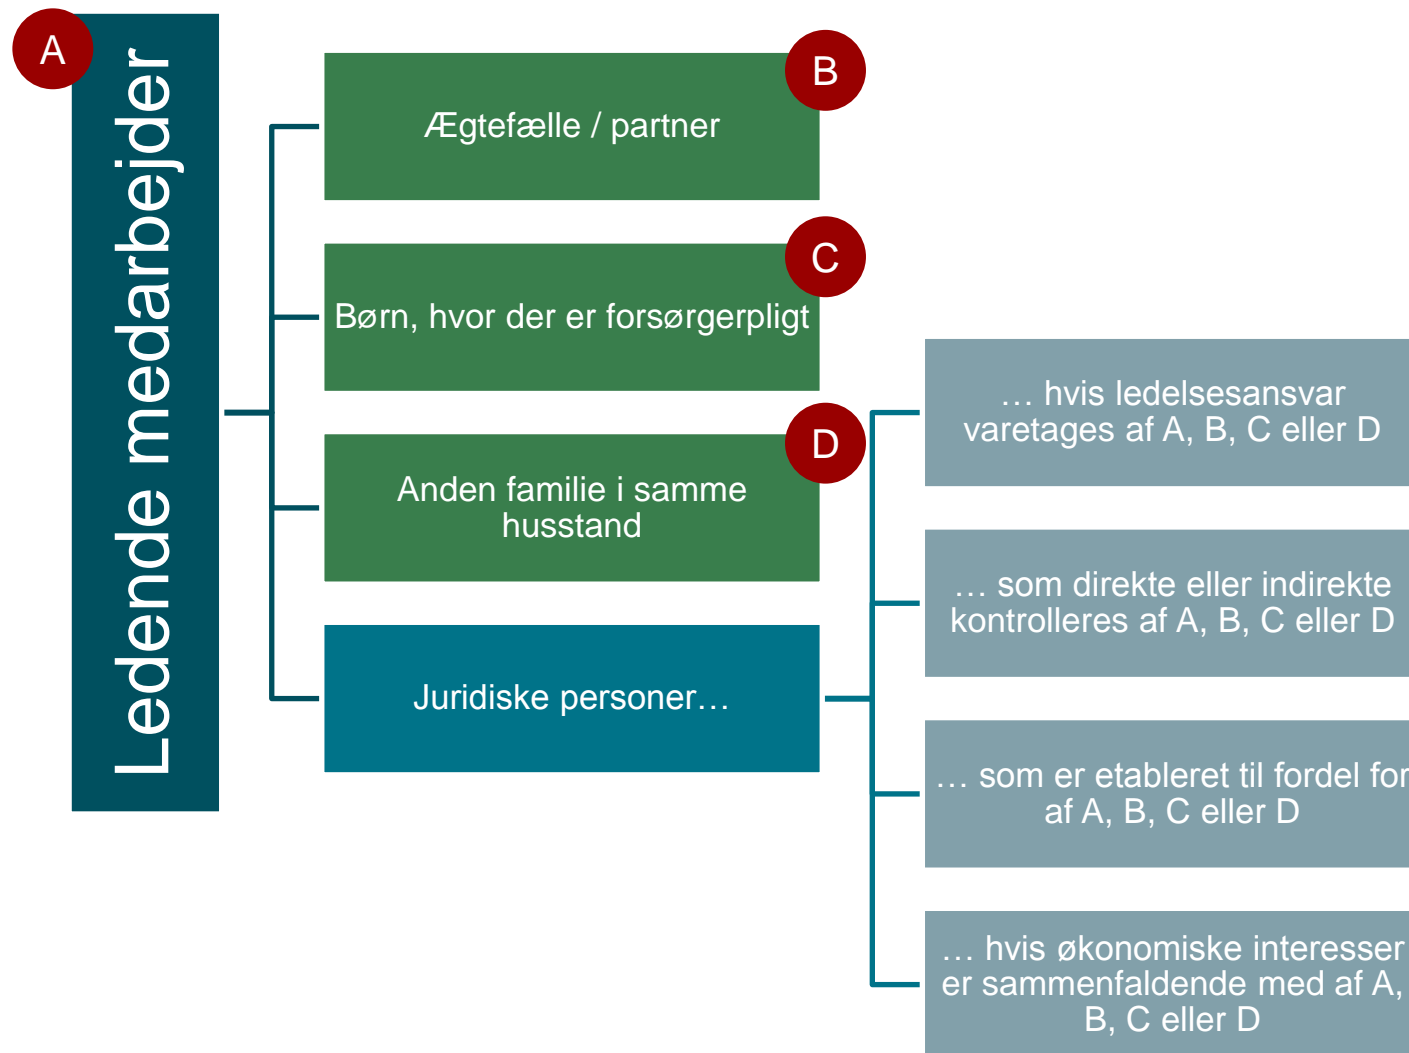 A
Ledende medarbejder
B
Ægtefælle / partner
C
Børn, hvor der er forsørgerpligt
D
Anden familie i samme
husstand
Juridiske personer…
… hvis ledelsesansvar
varetages af A, B, C eller D
… som direkte eller indirekte
kontrolleres af A, B, C eller D
… som er etableret til fordel for
af A, B, C eller D
… hvis økonomiske interesser
er sammenfaldende med af A,
B, C eller D